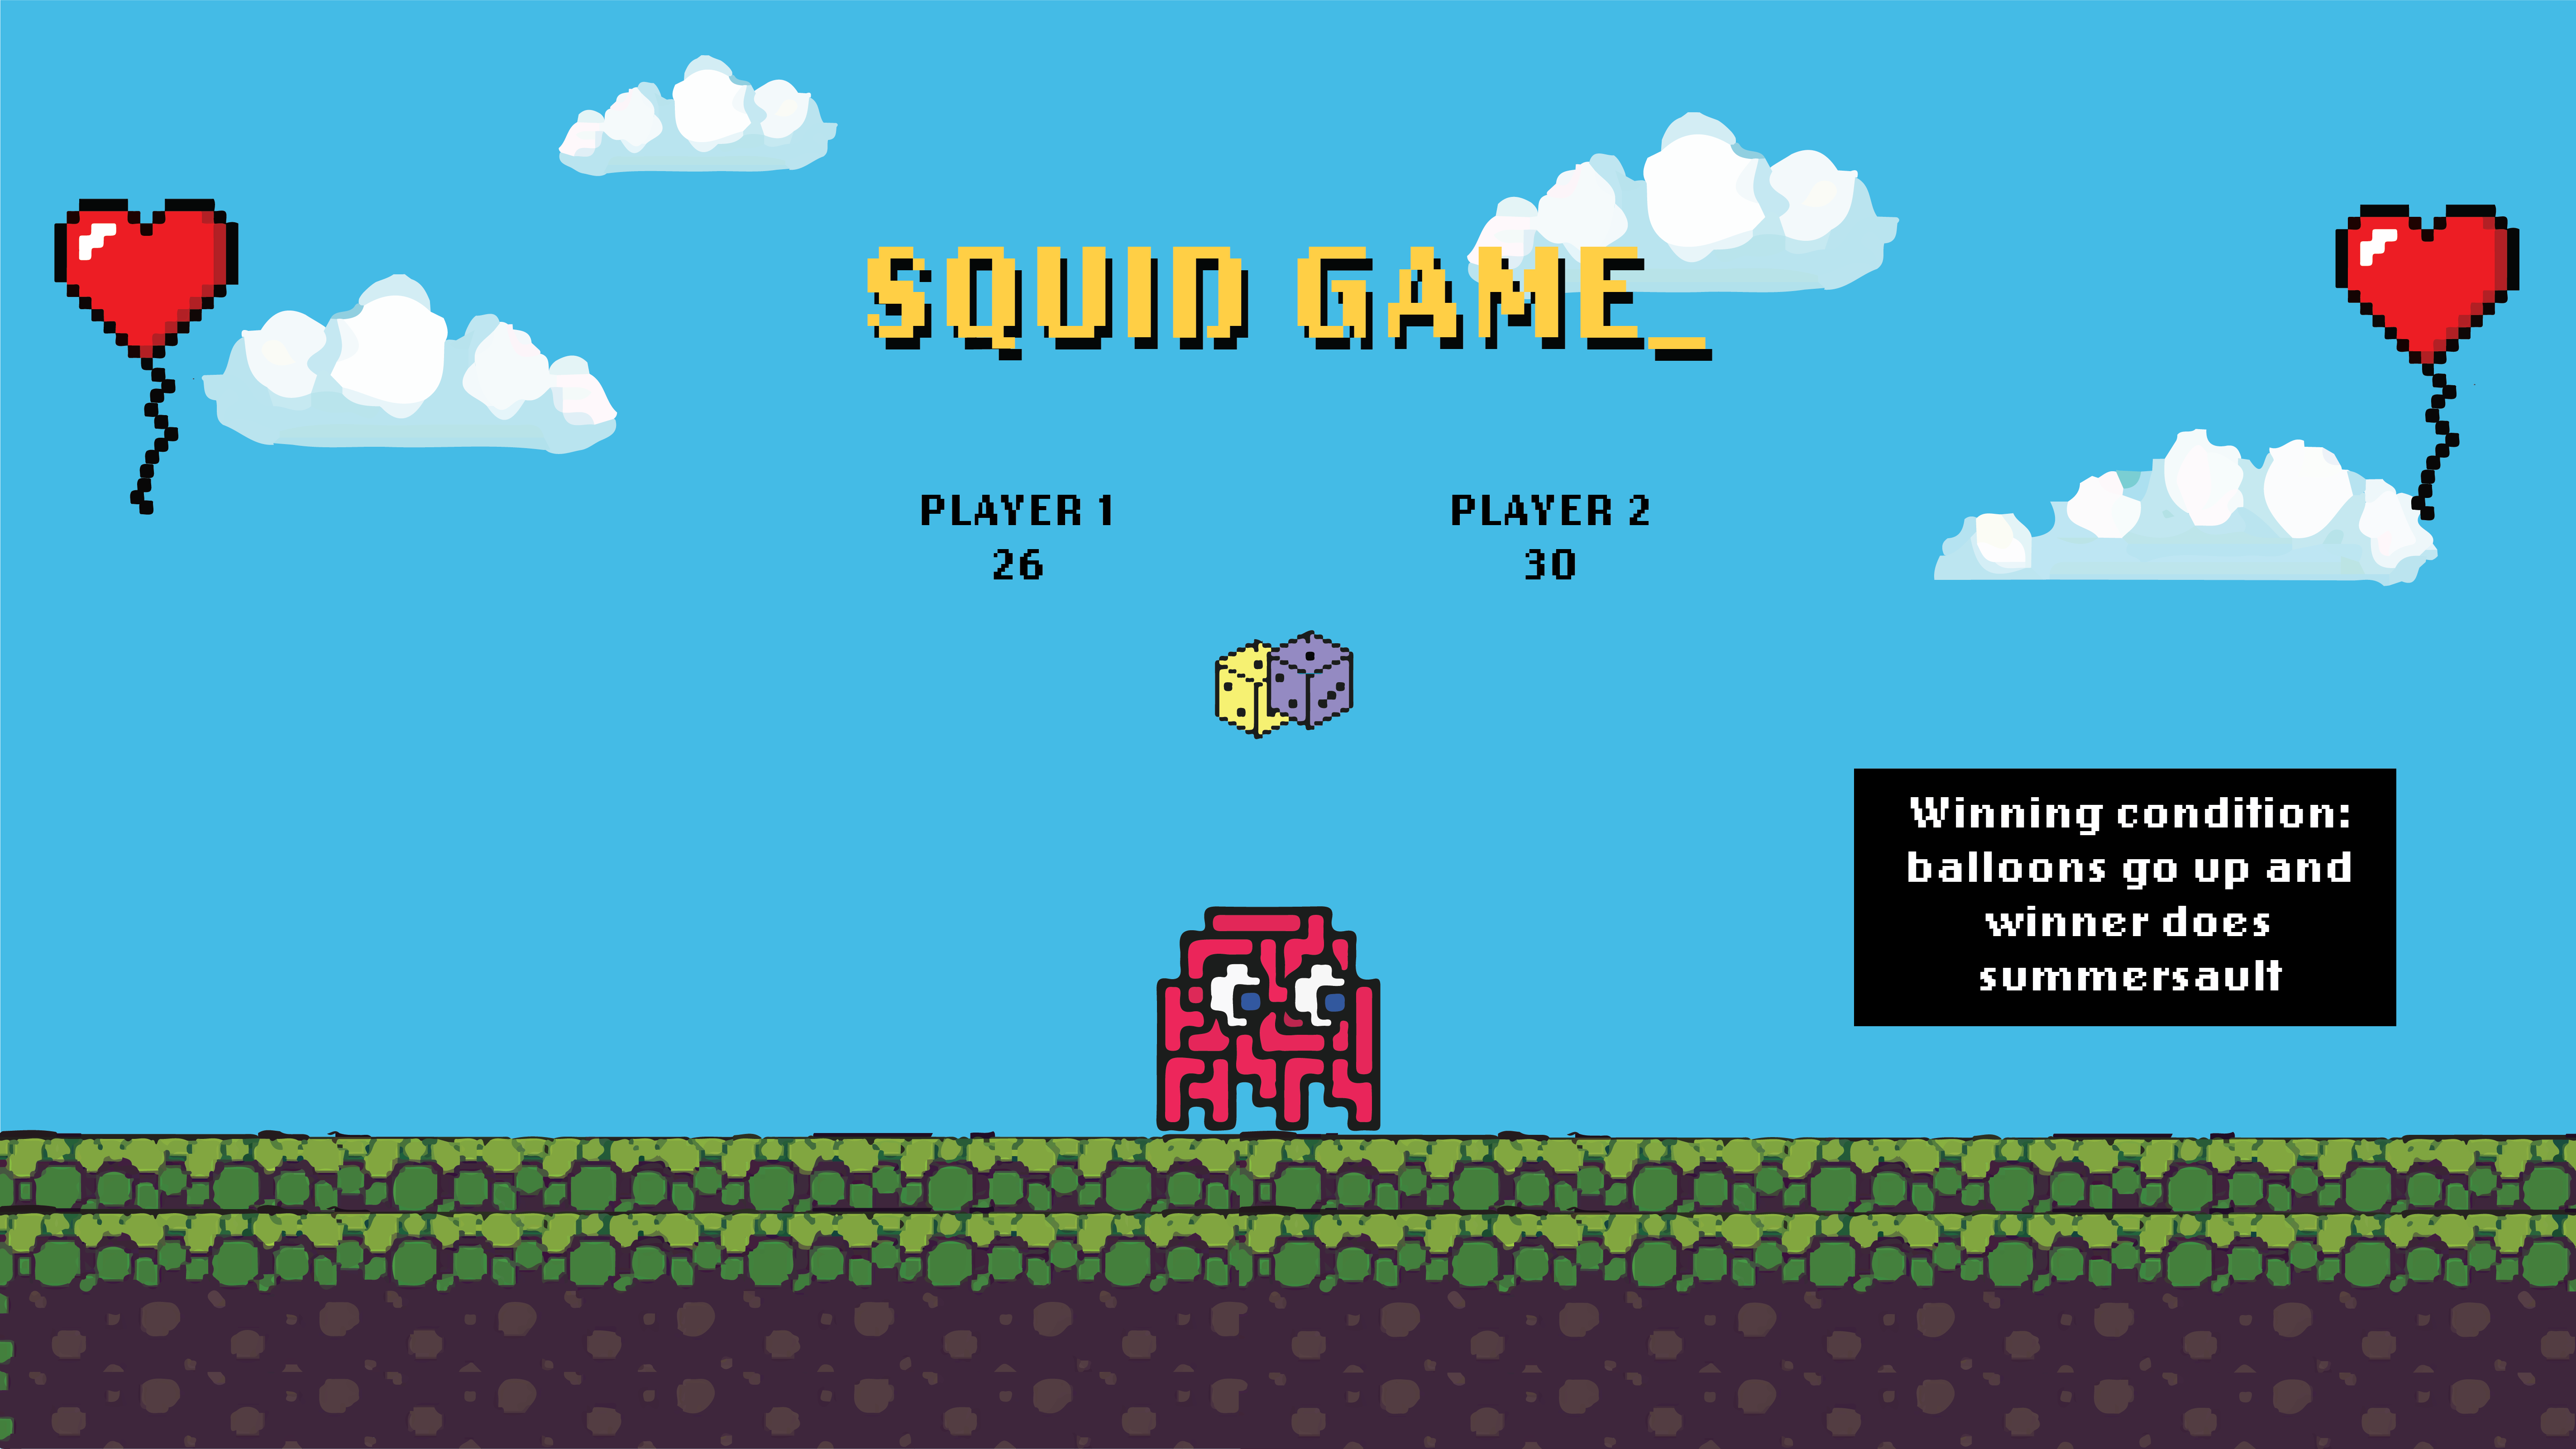 SQUID GAME_
PLAYER 1
PLAYER 2
26
30
Winning condition:
balloons go up and
winner does
summersault